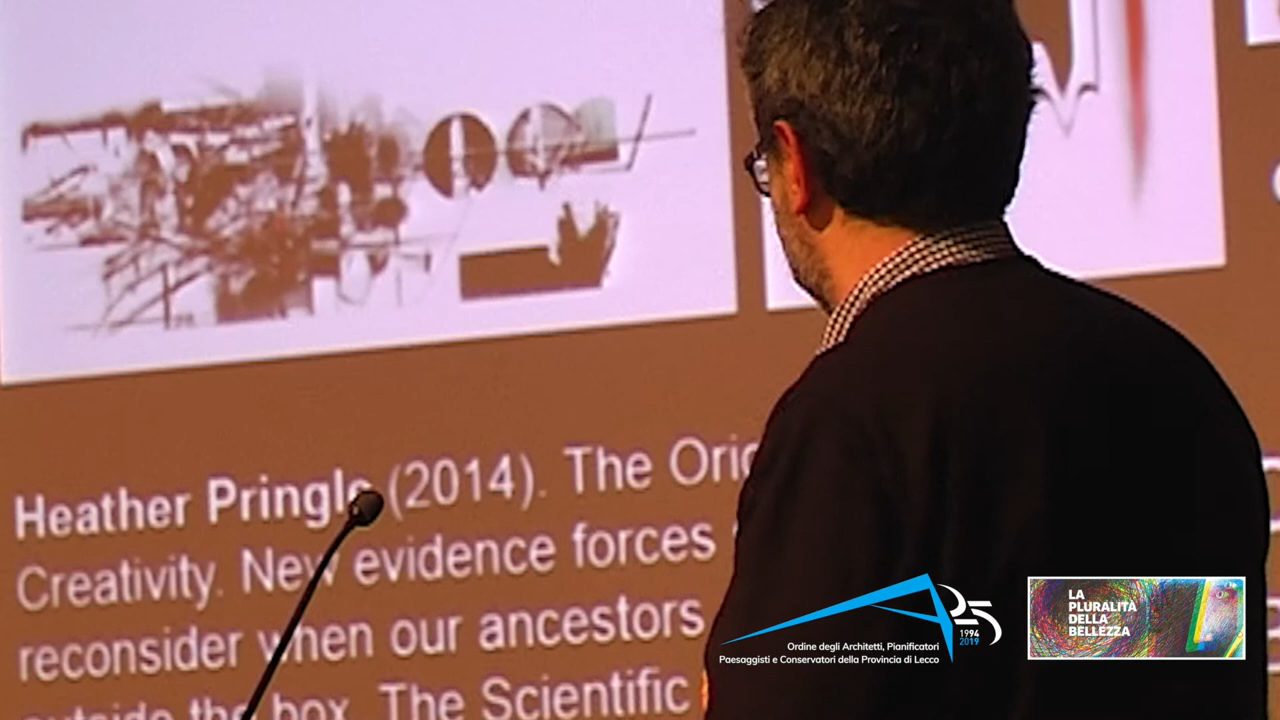 Heather Pringle (2014). The
Creativity. New evidence forces
reconsider when our ancestors
outside the box. The Scientific
25
1994
2019
Ordine degli Architetti, Pianificatori
Paesaggisti e Conservatori della Provincia di Lecco
LA
PLURALITÀ
DELLA
BELLEZZA